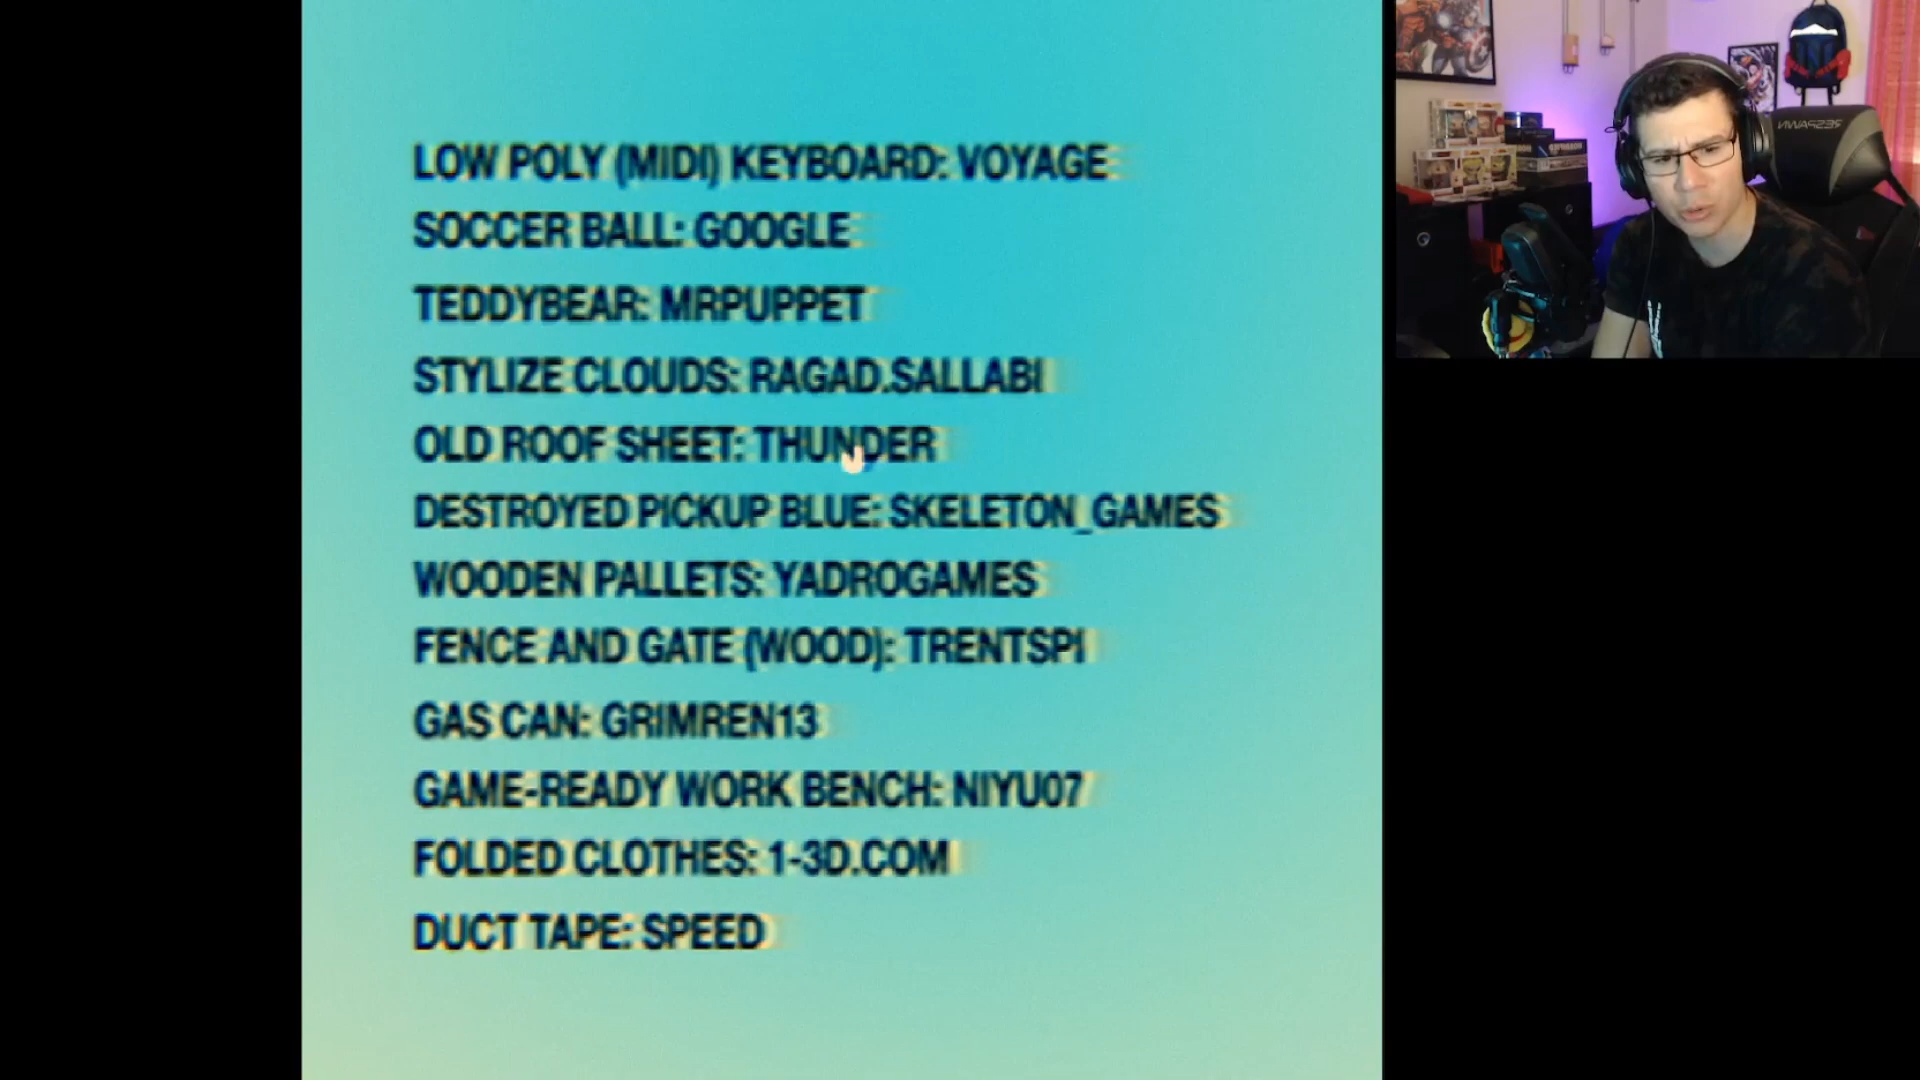 LOW POLY (MIDI) KEYBOARD: VOYAGE
SOCCER BALL: GOOGLE
TEDDYBEAR: MRPUPPET
STYLIZE CLOUDS: RAGAD.SALLABI
OLD ROOF SHEET: THUNDER
DESTROYED PICKUP BLUE: SKELETON_GAMES
WOODEN PALLETS: YADROGAMES
FENCE AND GATE (WOOD): TRENTSPI
GAS CAN: GRIMREN13
GAME-READY WORK BENCH: NIYU07
FOLDED CLOTHES: 1-3D.COM
DUCT TAPE: SPEED
RESPAWN